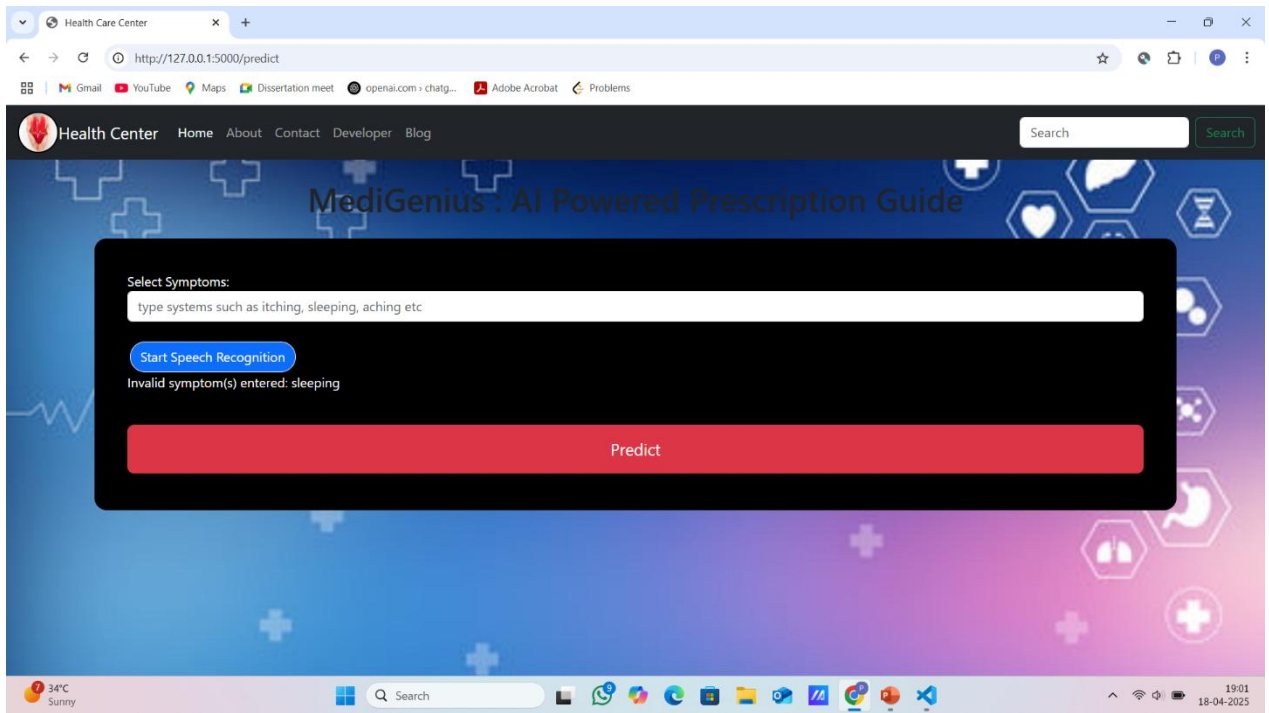 Health Care Center
http://127.0.0.1:5000/predict
Gmail YouTube Maps Dissertation meet openai.com › chatg... Adobe Acrobat Problems
Health Center Home About Contact Developer Blog Search Search
MediGenius : AI Powered Prescription Guide
Select Symptoms:
type systems such as itching, sleeping, aching etc
Start Speech Recognition
Invalid symptom(s) entered: sleeping
Predict
7 34°C
Sunny
Search
9
19:01
18-04-2025